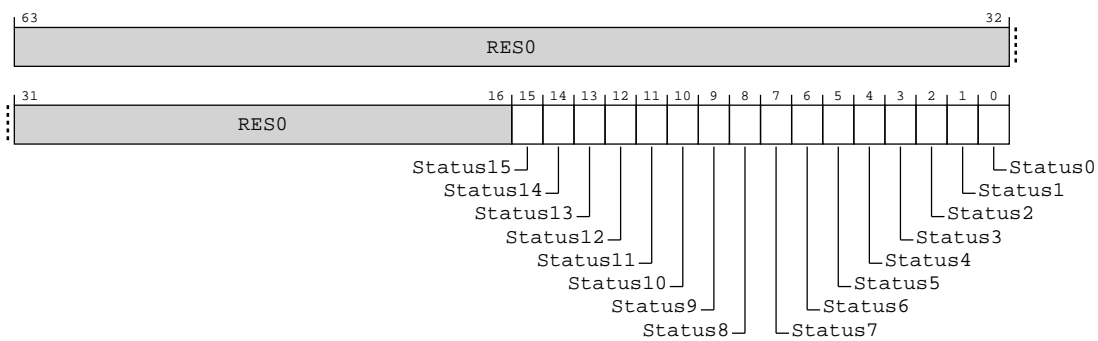 63 32
RES0
31 16 15 14 13 12 11 10 9 8 7 6 5 4 3 2 1 0
RES0
Status15 Status0
Status14 Status1
Status13 Status2
Status12 Status3
Status11 Status4
Status10 Status5
Status9 Status6
Status8 Status7